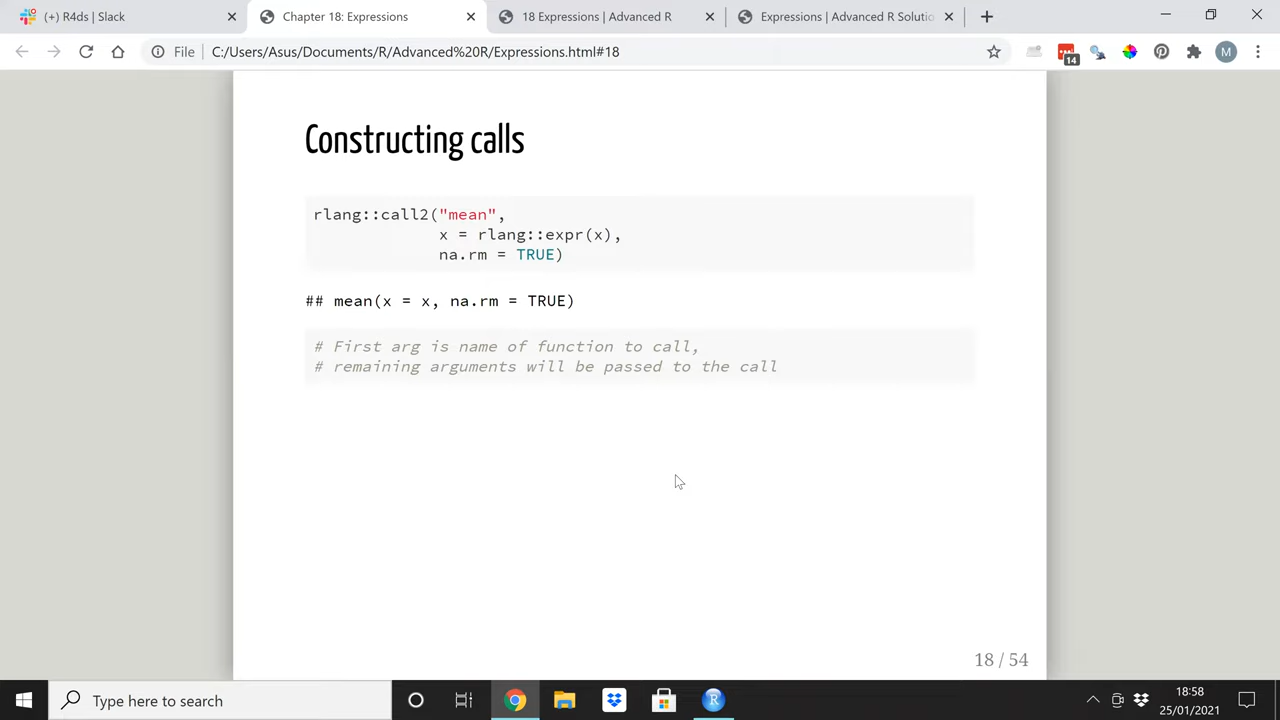 (+) R4ds | Slack
Chapter 18: Expressions
18 Expressions | Advanced R
Expressions | Advanced R Solutio
File
C:/Users/Asus/Documents/R/Advanced%20R/Expressions.html#18
14
M
Constructing calls
rlang::call2("mean",
x = rlang::expr(x),
na.rm = TRUE)
## mean(x = x, na.rm = TRUE)
# First arg is name of function to call,
# remaining arguments will be passed to the call
18 / 54
Type here to search
R
18:58
25/01/2021